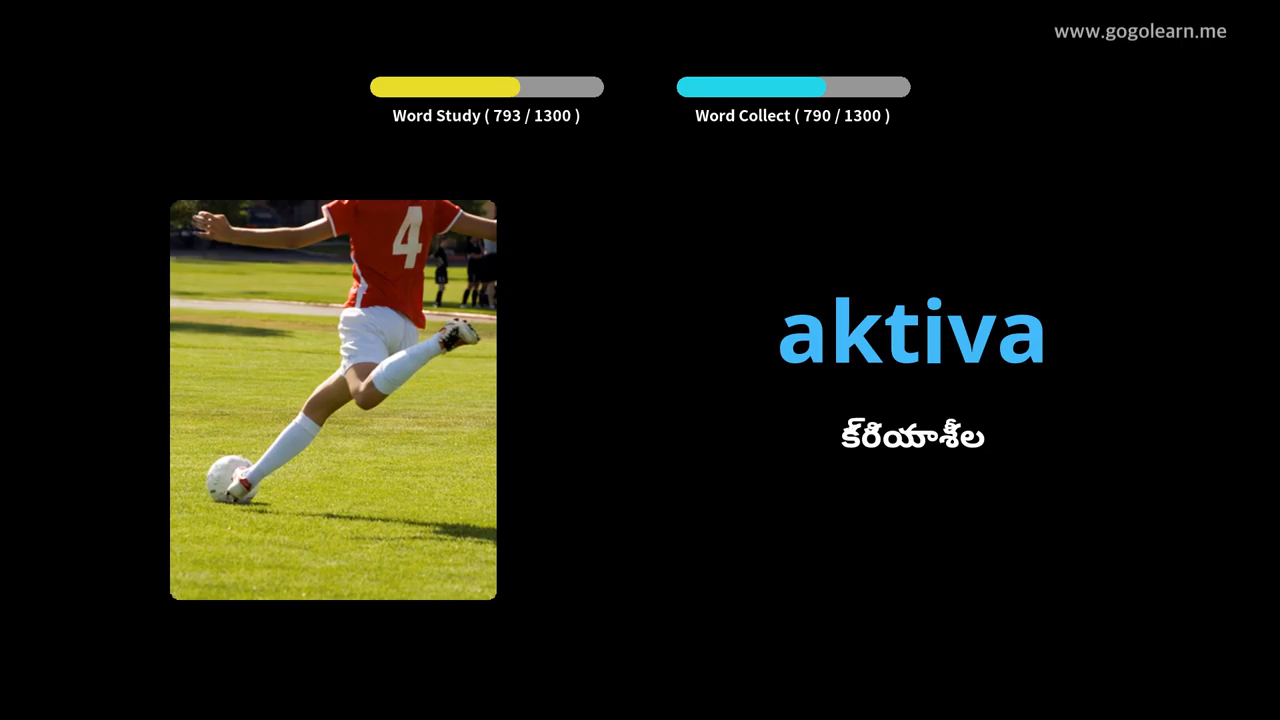 www.gogolearn.me
Word Study ( 793 / 1300 )
Word Collect ( 790 / 1300 )
4
aktiva
క్రియాశీల